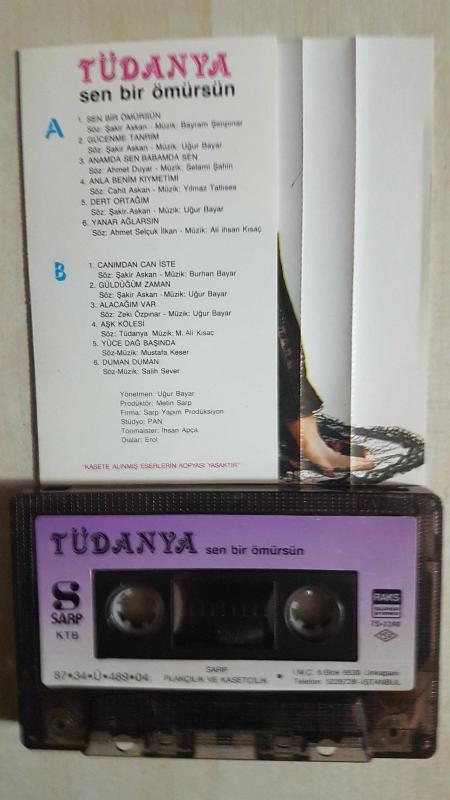 TÜDANYA
sen bir ömürsün
A
1. SEN BİR ÖMÜRSÜN
Söz: Şakir Askan - Müzik: Bayram Şenpınar
2. GÜCENME TANRIM
Söz: Şakir Askan - Müzik: Uğur Bayar
3. ANAMDA SEN BABAMDA SEN
Söz: Ahmet Duyar - Müzik: Selami Şahin
4. ANLA BENİM KIYMETİMİ
Söz: Cahit Askan - Müzik: Yılmaz Tatlıses
5. DERT ORTAĞIM
Söz: Şakir Askan - Müzik: Uğur Bayar
6. YANAR AĞLARSIN
Söz: Ahmet Selçuk İlkan - Müzik: Ali ihsan Kısaç
B
1. CANIMDAN CAN İSTE
Söz: Şakir Askan - Müzik: Burhan Bayar
2. GÜLDÜĞÜM ZAMAN
Söz: Şakir Askan - Müzik: Uğur Bayar
3. ALACAĞIM VAR
Söz: Zeki Özpınar - Müzik: Uğur Bayar
4. AŞK KÖLESİ
Söz: Tüdanya Müzik: M. Ali Kısaç
5. YÜCE DAĞ BAŞINDA
Söz-Müzik: Mustafa Keser
6. DUMAN DUMAN
Söz-Müzik: Salih Sever
Yönetmen: Uğur Bayar
Prodüktör: Metin Sarp
Firma: Sarp Yapım Prodüksiyon
Stüdyo: PAN
Tonmaister: İhsan Apça
Dialar: Erol
"KASETE ALINMIŞ ESERLERİN KOPYASI YASAKTIR"
TÜDANYA sen bir ömürsün
S
SARP
KTB
RAKS
TS-2240
TSE
87•34•Ü•489•04
SARP
PLAKÇILIK VE KASETÇİLİK
İ.M.Ç. 6.Blok 6530 Unkapanı
Telefon: 5228728 -İSTANBUL